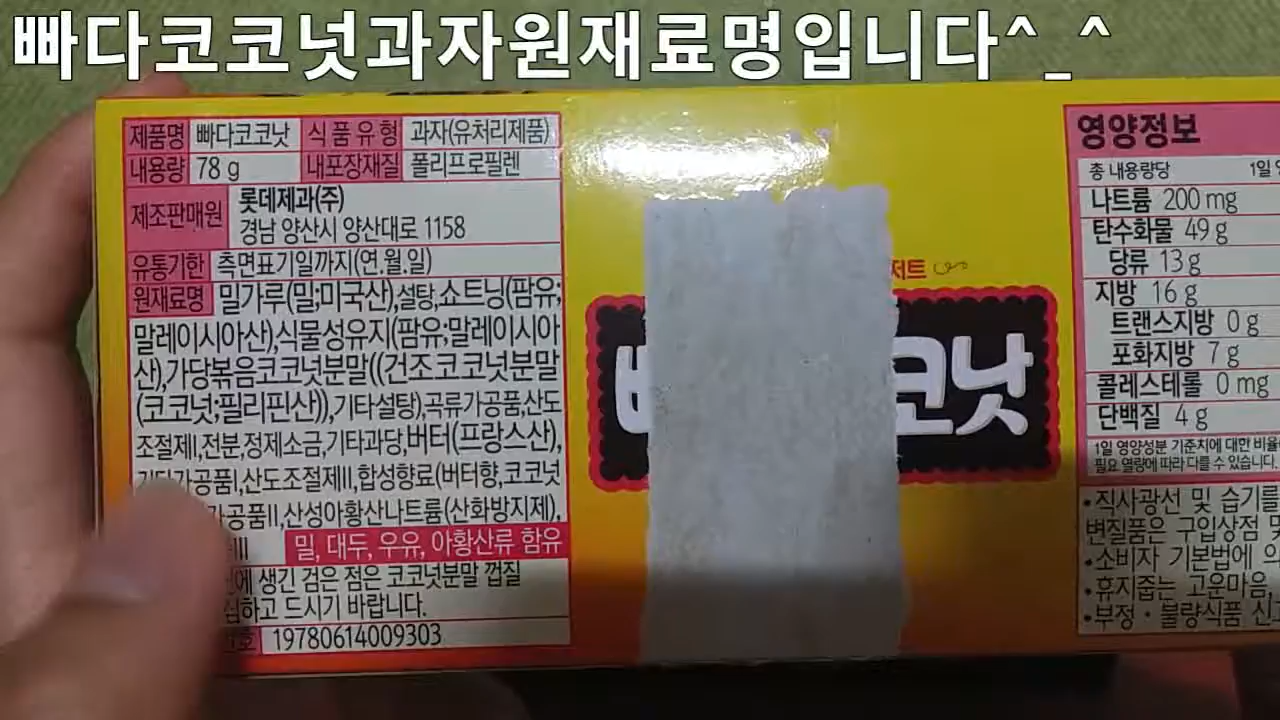 빠다코코넛과자원재료명입니다^_^
제품명 빠다코코낫 식품유형 과자(유처리제품)
내용량 78 g 내포장재질 폴리프로필렌
제조판매원 롯데제과(주)
경남 양산시 양산대로 1158
유통기한 측면표기일까지(연.월.일)
원재료명 밀가루(밀;미국산),설탕,쇼트닝(팜유;
말레이시아산),식물성유지(팜유;말레이시아
산),가당볶음코코넛분말((건조코코넛분말
(코코넛;필리핀산)),기타설탕),곡류가공품,산도
조절제I,전분,정제소금,기타과당,버터(프랑스산),
가공품I,산도조절제II,합성향료(버터향,코코넛
가공품II,산성아황산나트륨(산화방지제),
밀, 대두, 우유, 아황산류 함유
에 생긴 검은 점은 코코넛분말 껍질
하고 드시기 바랍니다.
호 19780614009303
저트
빠 코낫
영양정보
총 내용량당 1일
나트륨 200 mg
탄수화물 49 g
당류 13 g
지방 16 g
트랜스지방 0 g
포화지방 7 g
콜레스테롤 0 mg
단백질 4 g
1일 영양성분 기준치에 대한 비율
필요 열량에 따라 다를 수 있습니다.
•직사광선 및 습기를
변질품은 구입상점 및
•소비자 기본법에 의
•휴지줍는 고운마음,
•부정·불량식품 신고